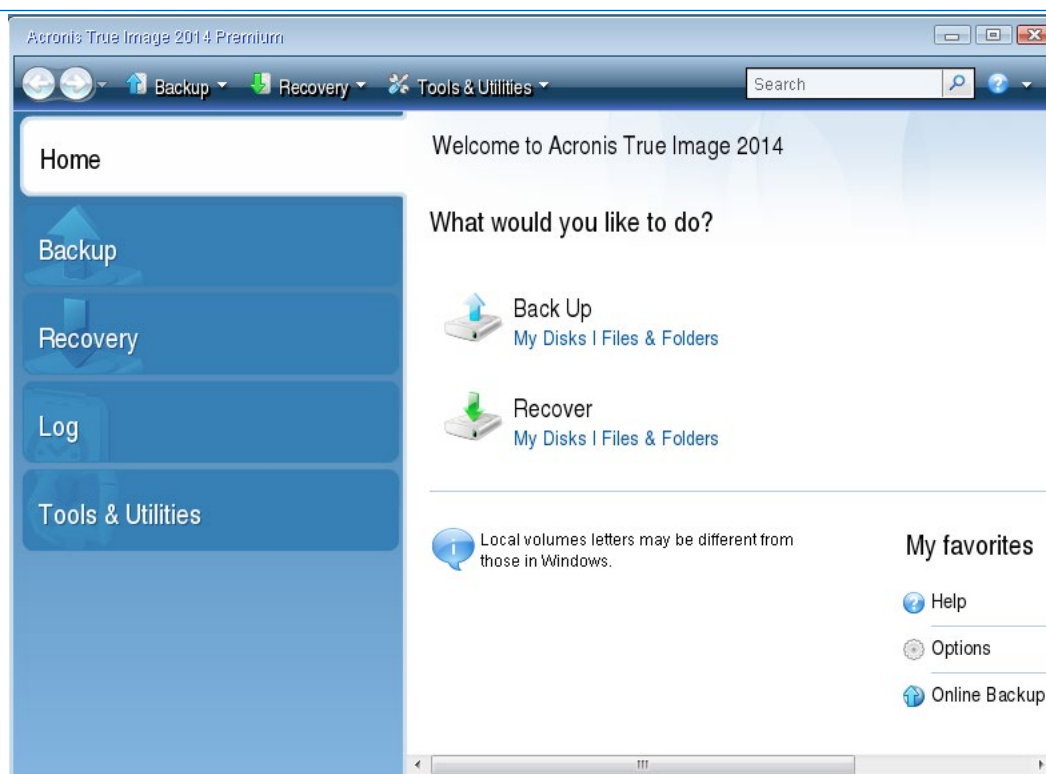 Acronis True Image 2014 Premium
Backup Recovery Tools & Utilities Search
Home
Backup
Recovery
Log
Tools & Utilities
Welcome to Acronis True Image 2014
What would you like to do?
Back Up
My Disks | Files & Folders
Recover
My Disks | Files & Folders
Local volumes letters may be different from
those in Windows.
My favorites
Help
Options
Online Backup